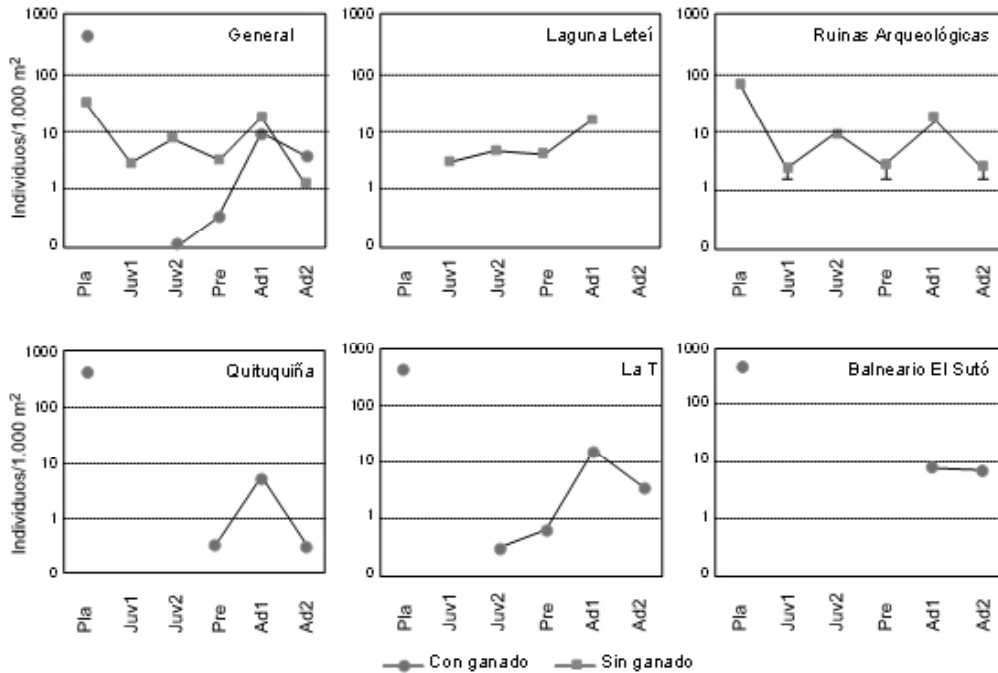 Individuos/1.000 m²
1000
100
10
1
0
General
Pla
Juv1
Juv2
Pre
Ad1
Ad2
1000
100
10
1
0
Laguna Leteí
Pla
Juv1
Juv2
Pre
Ad1
Ad2
1000
100
10
1
0
Ruinas Arqueológicas
Pla
Juv1
Juv2
Pre
Ad1
Ad2
Individuos/1.000 m²
1000
100
10
1
0
Quituquiña
Pla
Juv1
Juv2
Pre
Ad1
Ad2
1000
100
10
1
0
La T
Pla
Juv1
Juv2
Pre
Ad1
Ad2
1000
100
10
1
0
Balneario El Sutó
Pla
Juv1
Juv2
Pre
Ad1
Ad2
Con ganado
Sin ganado